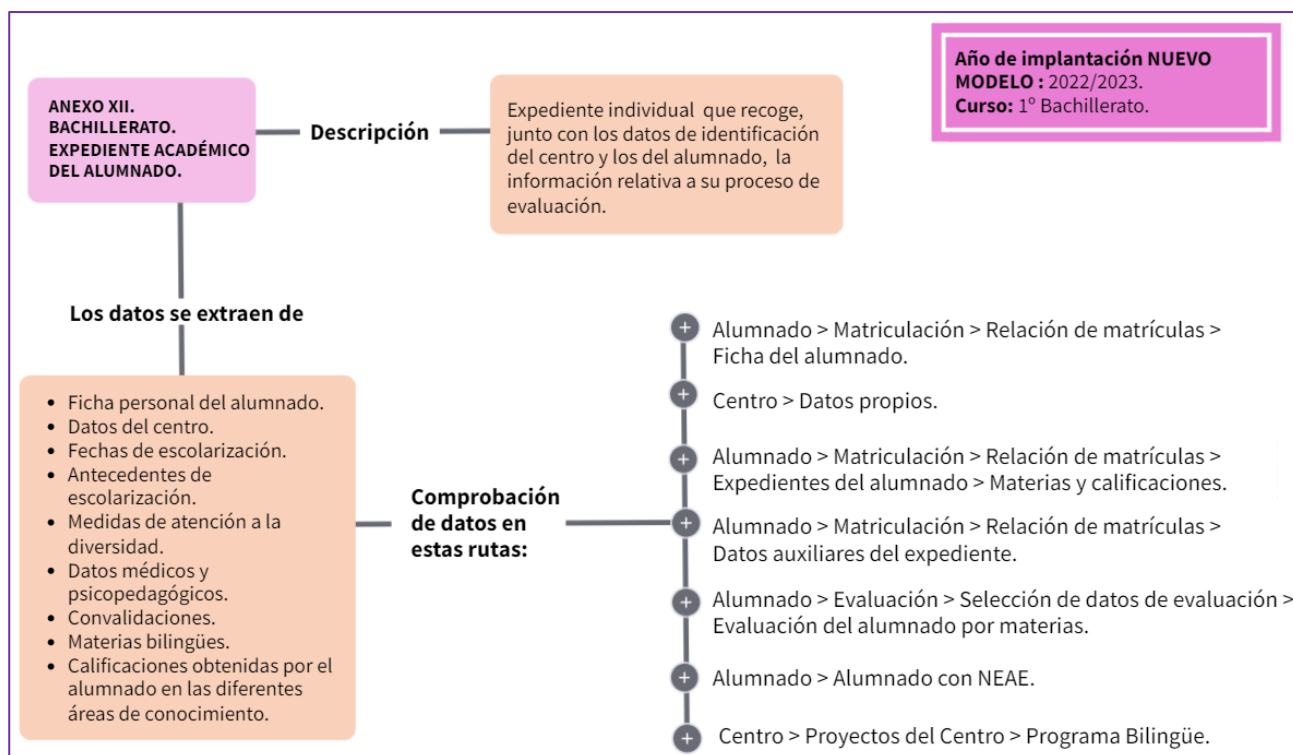 Año de implantación NUEVO
MODELO : 2022/2023.
Curso: 1º Bachillerato.
ANEXO XII.
BACHILLERATO.
EXPEDIENTE ACADÉMICO
DEL ALUMNADO.
Descripción
Expediente individual que recoge,
junto con los datos de identificación
del centro y los del alumnado, la
información relativa a su proceso de
evaluación.
Los datos se extraen de
• Ficha personal del alumnado.
• Datos del centro.
• Fechas de escolarización.
• Antecedentes de
escolarización.
• Medidas de atención a la
diversidad.
• Datos médicos y
psicopedagógicos.
• Convalidaciones.
• Materias bilingües.
• Calificaciones obtenidas por el
alumnado en las diferentes
áreas de conocimiento.
Comprobación
de datos en
estas rutas:
Alumnado > Matriculación > Relación de matrículas >
Ficha del alumnado.
Centro > Datos propios.
Alumnado > Matriculación > Relación de matrículas >
Expedientes del alumnado > Materias y calificaciones.
Alumnado > Matriculación > Relación de matrículas >
Datos auxiliares del expediente.
Alumnado > Evaluación > Selección de datos de evaluación >
Evaluación del alumnado por materias.
Alumnado > Alumnado con NEAE.
Centro > Proyectos del Centro > Programa Bilingüe.